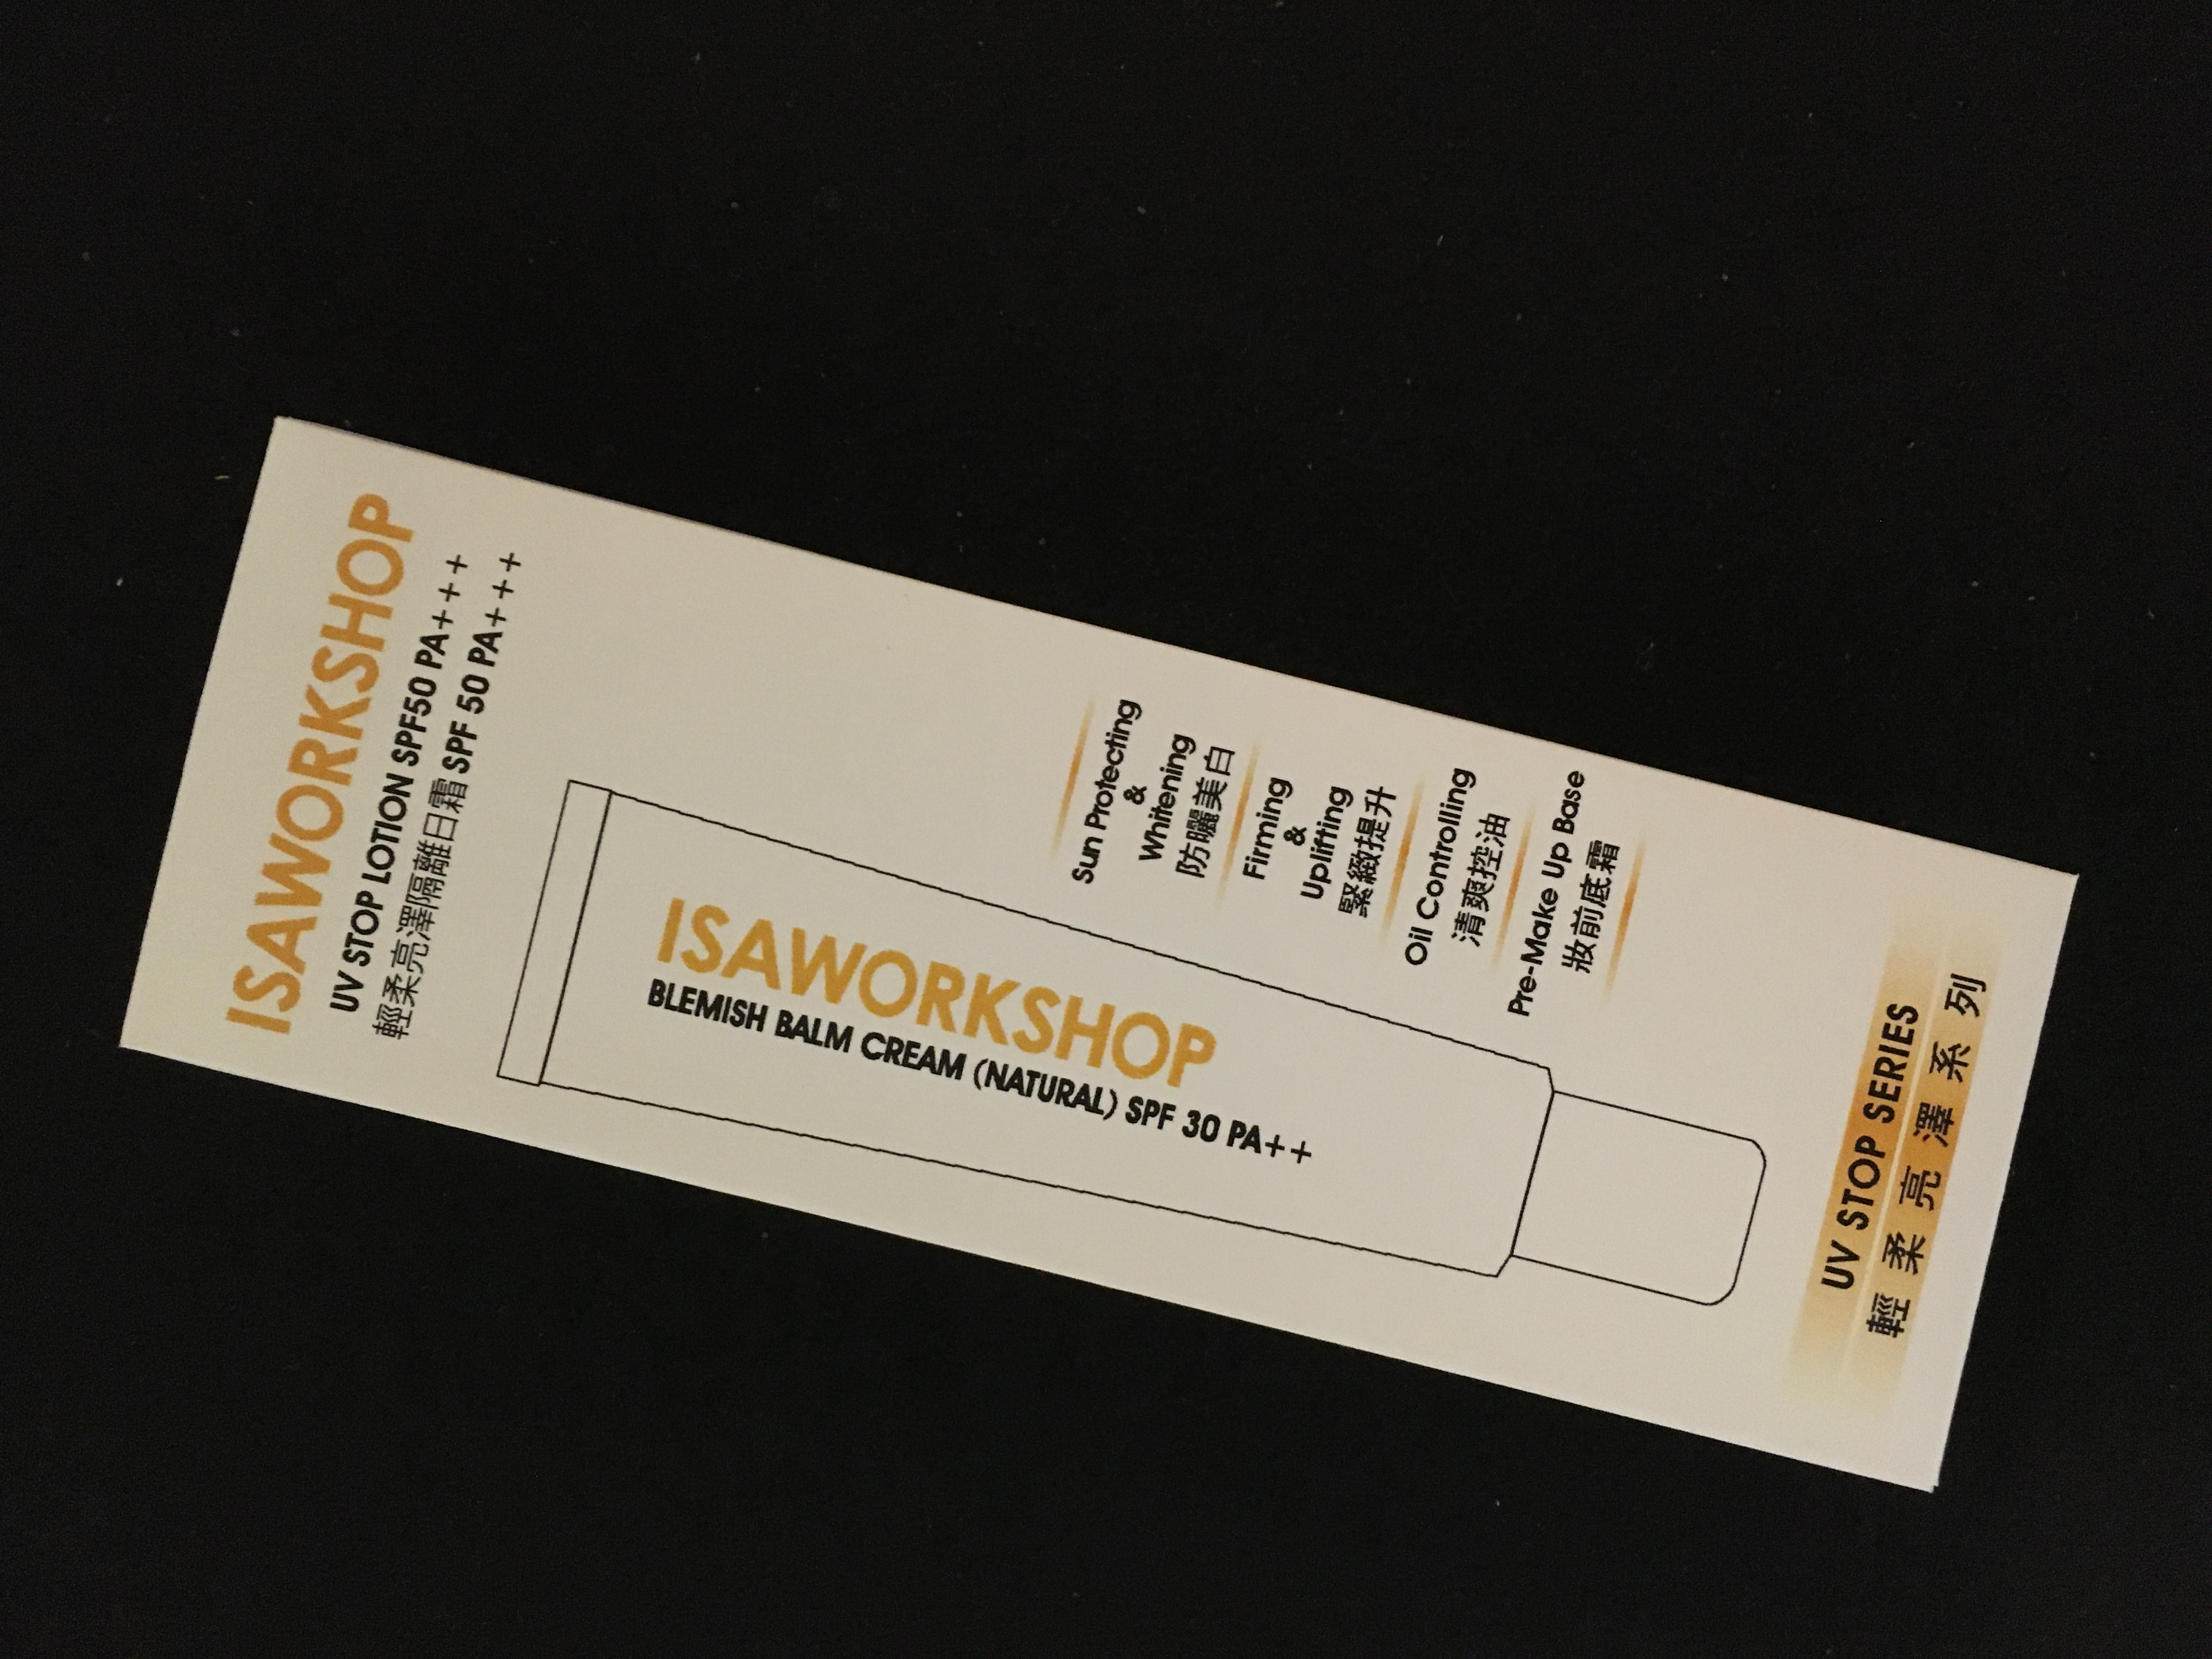 ISAWORKSHOP
UV STOP LOTION SPF50 PA+++
輕柔亮澤隔離日霜 SPF 50 PA+++
ISAWORKSHOP
BLEMISH BALM CREAM (NATURAL) SPF 30 PA++
Sun Protecting
&
Whitening
防曬美白
Firming
&
Uplifting
緊緻提升
Oil Controlling
清爽控油
Pre-Make Up Base
妝前底霜
UV STOP SERIES
輕柔亮澤系列